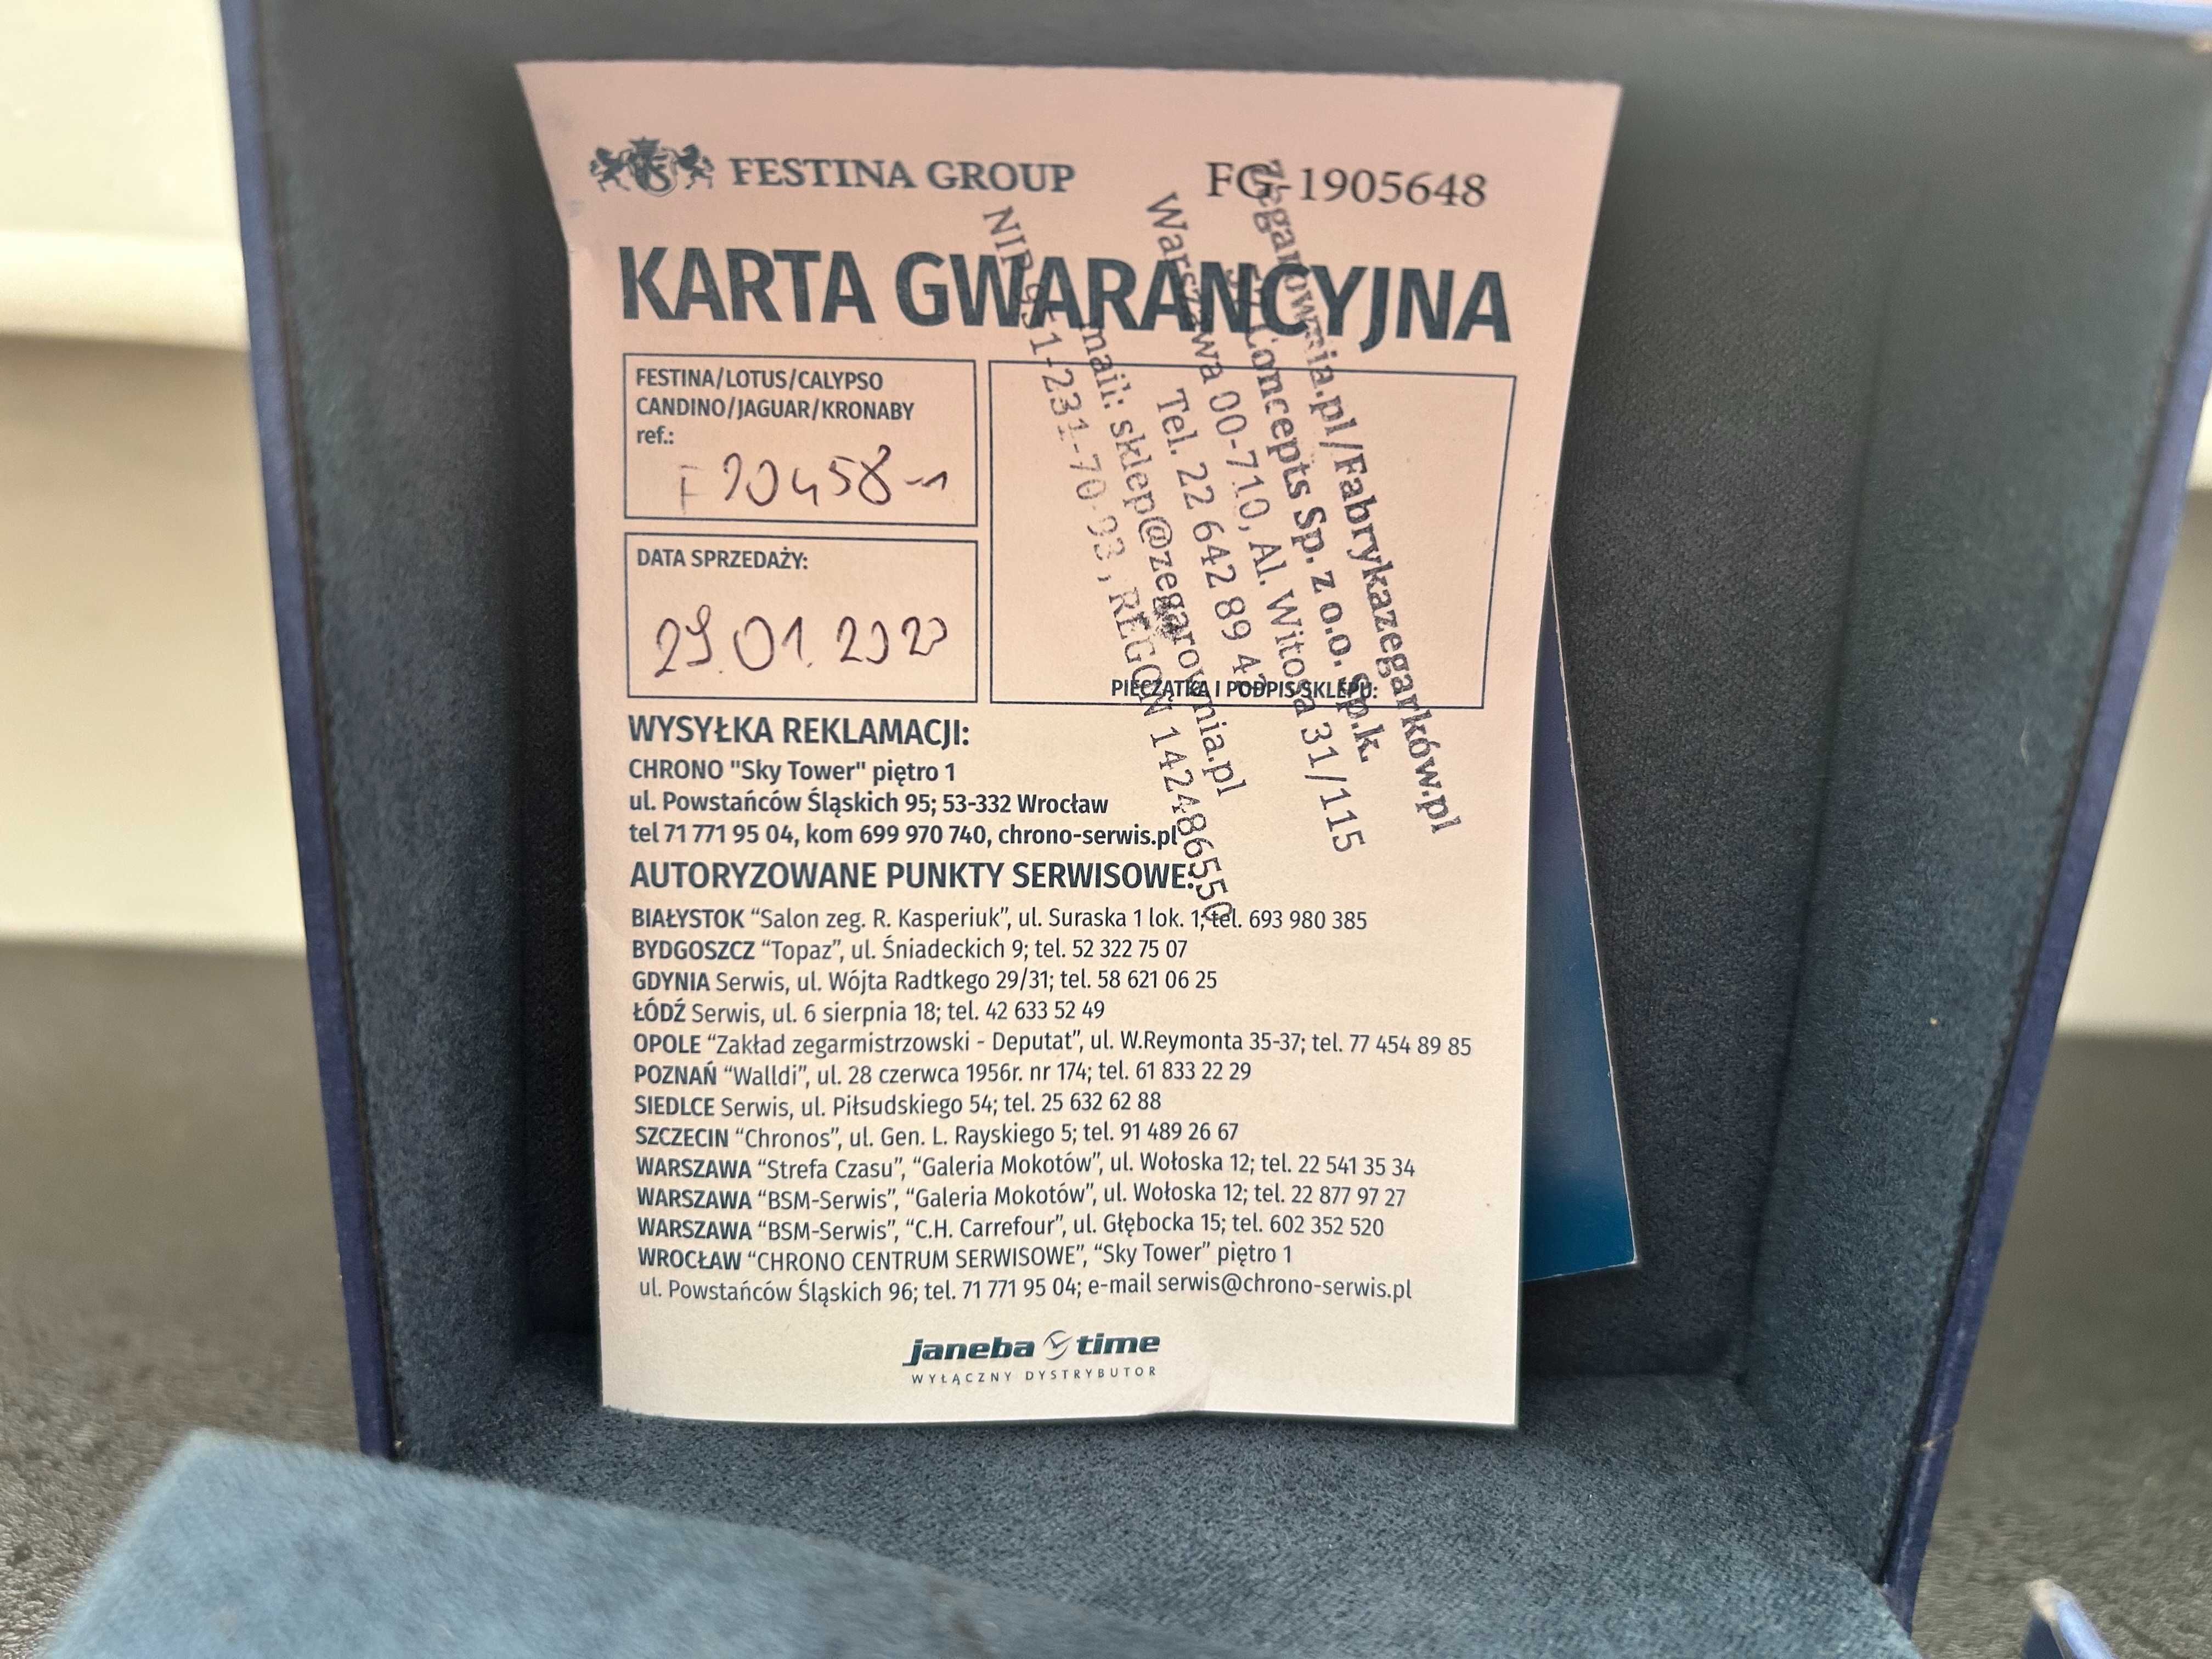 FESTINA GROUP
FG-1905648
KARTA GWARANCYJNA
FESTINA/LOTUS/CALYPSO
CANDINO/JAGUAR/KRONABY
ref.:
F20458-1
DATA SPRZEDAŻY:
29.01.2023
Zegarownia.pl/Fabrykazegarków.pl
Concepts Sp. z o.o. Sp.k.
Warszawa 00-710, Al. Witosa 31/115
Tel. 22 642 89 42
mail: sklep@zegarownia.pl
NIP 951-231-70-93, REGON 142486550
PIECZĄTKA I PODPIS SKLEPU:
WYSYŁKA REKLAMACJI:
CHRONO "Sky Tower" piętro 1
ul. Powstańców Śląskich 95; 53-332 Wrocław
tel 71 771 95 04, kom 699 970 740, chrono-serwis.pl
AUTORYZOWANE PUNKTY SERWISOWE:
BIAŁYSTOK “Salon zeg. R. Kasperiuk”, ul. Suraska 1 lok. 1; tel. 693 980 385
BYDGOSZCZ “Topaz”, ul. Śniadeckich 9; tel. 52 322 75 07
GDYNIA Serwis, ul. Wójta Radtkego 29/31; tel. 58 621 06 25
ŁÓDŹ Serwis, ul. 6 sierpnia 18; tel. 42 633 52 49
OPOLE “Zakład zegarmistrzowski - Deputat”, ul. W.Reymonta 35-37; tel. 77 454 89 85
POZNAŃ “Walldi”, ul. 28 czerwca 1956r. nr 174; tel. 61 833 22 29
SIEDLCE Serwis, ul. Piłsudskiego 54; tel. 25 632 62 88
SZCZECIN “Chronos”, ul. Gen. L. Rayskiego 5; tel. 91 489 26 67
WARSZAWA “Strefa Czasu”, “Galeria Mokotów”, ul. Wołoska 12; tel. 22 541 35 34
WARSZAWA “BSM-Serwis”, “Galeria Mokotów”, ul. Wołoska 12; tel. 22 877 97 27
WARSZAWA “BSM-Serwis”, “C.H. Carrefour”, ul. Głębocka 15; tel. 602 352 520
WROCŁAW “CHRONO CENTRUM SERWISOWE”, “Sky Tower” piętro 1
ul. Powstańców Śląskich 96; tel. 71 771 95 04; e-mail serwis@chrono-serwis.pl
janeba time
WYŁĄCZNY DYSTRYBUTOR